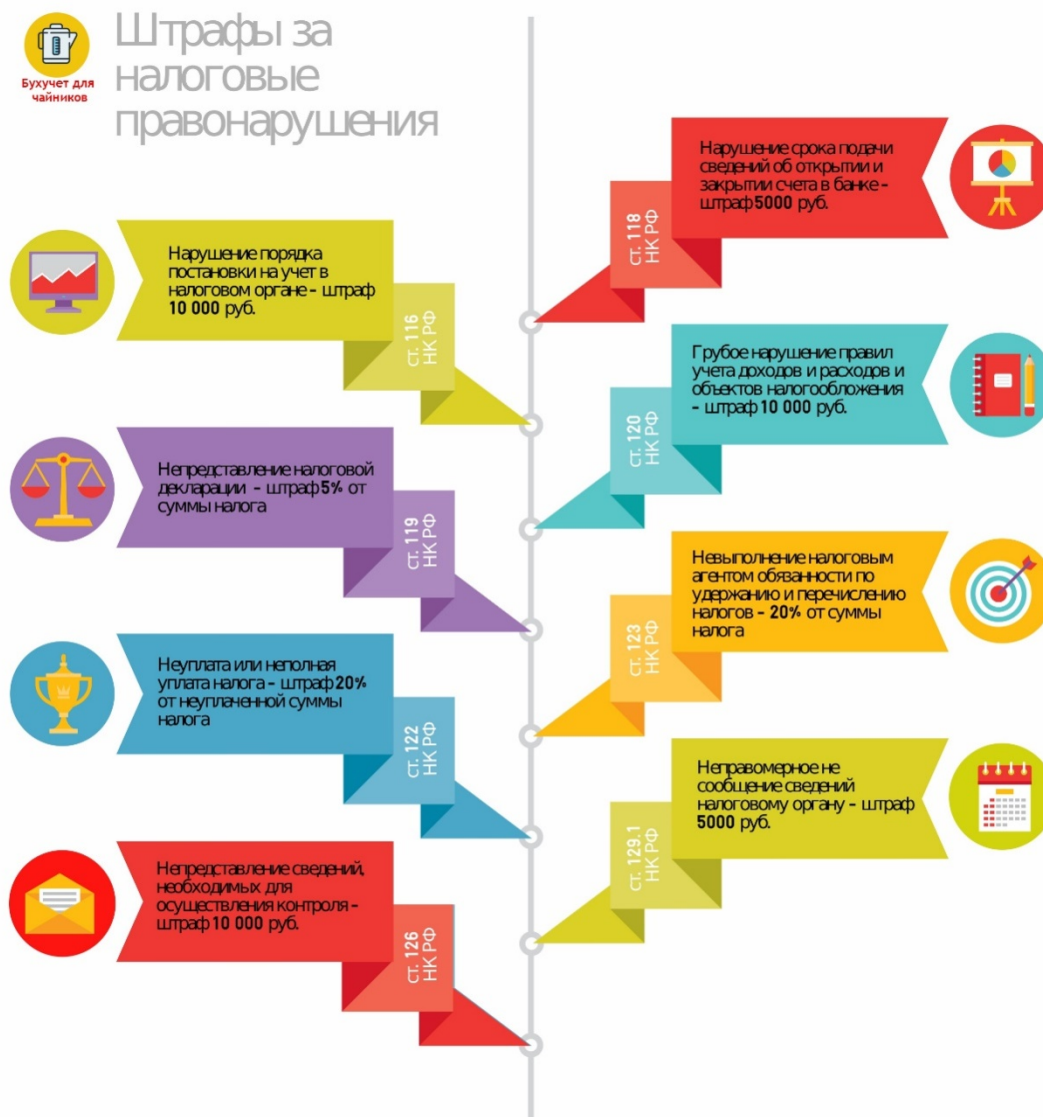 Бухучет для
чайников
Штрафы за
налоговые
правонарушения
Нарушение срока подачи
сведений об открытии и
закрытии счета в банке –
штраф 5000 руб.
ст. 118
НК РФ
Нарушение порядка
постановки на учет в
налоговом органе – штраф
10 000 руб.
ст. 116
НК РФ
Грубое нарушение правил
учета доходов и расходов и
объектов налогообложения
– штраф 10 000 руб.
ст. 120
НК РФ
Непредставление налоговой
декларации – штраф 5% от
суммы налога
ст. 119
НК РФ
Невыполнение налоговым
агентом обязанности по
удержанию и перечислению
налогов – 20% от суммы
налога
ст. 123
НК РФ
Неуплата или неполная
уплата налога – штраф 20%
от неуплаченной суммы
налога
ст. 122
НК РФ
Неправомерное не
сообщение сведений
налоговому органу – штраф
5000 руб.
ст. 129.1
НК РФ
Непредставление сведений,
необходимых для
осуществления контроля –
штраф 10 000 руб.
ст. 126
НК РФ